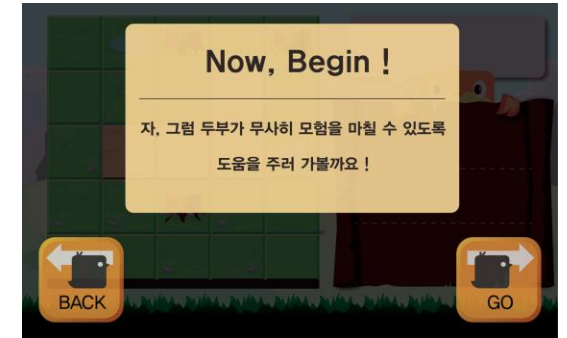 Now, Begin !
자, 그럼 두부가 무사히 모험을 마칠 수 있도록
도움을 주러 가볼까요 !
BACK
GO